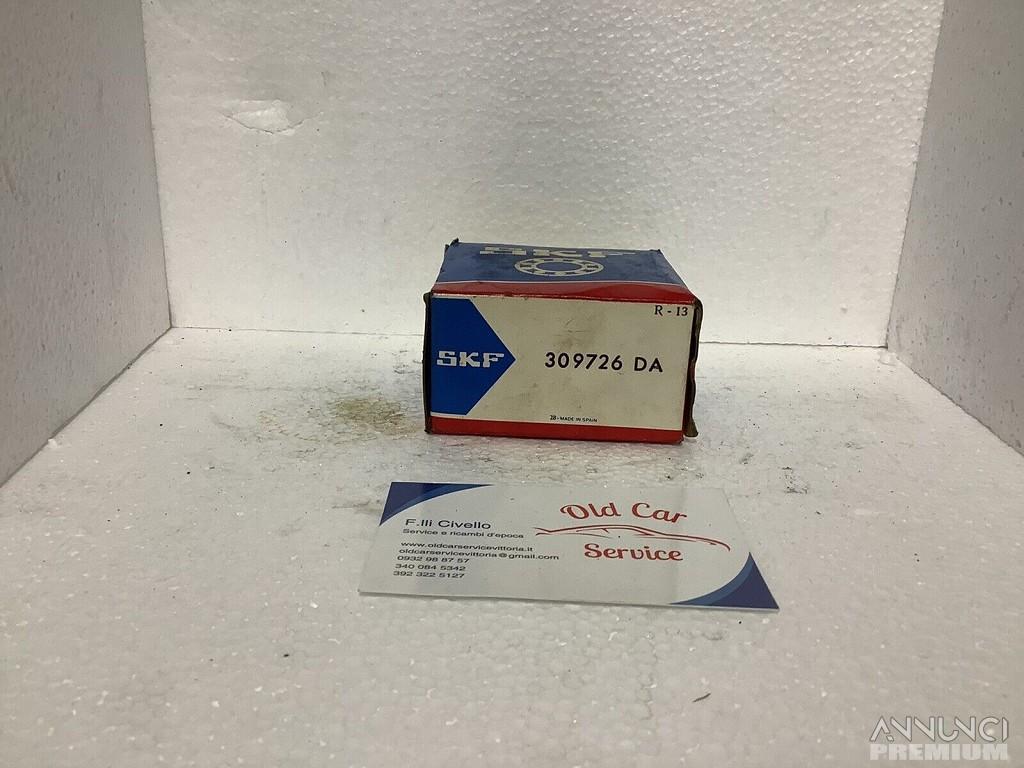 SKF
R - 13
SKF
309726 DA
28 - MADE IN SPAIN
F.lli Civello
Service e ricambi d'epoca
www.oldcarservicevittoria.it
oldcarservicevittoria@gmail.com
0932 98 87 57
340 084 5342
392 322 5127
Old Car
Service
ANNUNCI
PREMIUM